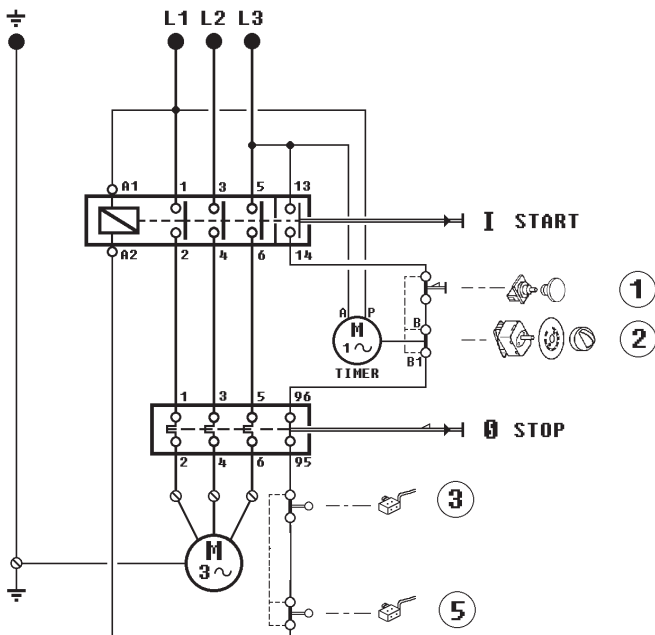 L1 L2 L3
A1 1 3 5 13
I START
A2 2 4 6 14
1
A P B
M
1~
2
B1
TIMER
1 3 5 96
0 STOP
2 4 6 95
3
M
3~
5